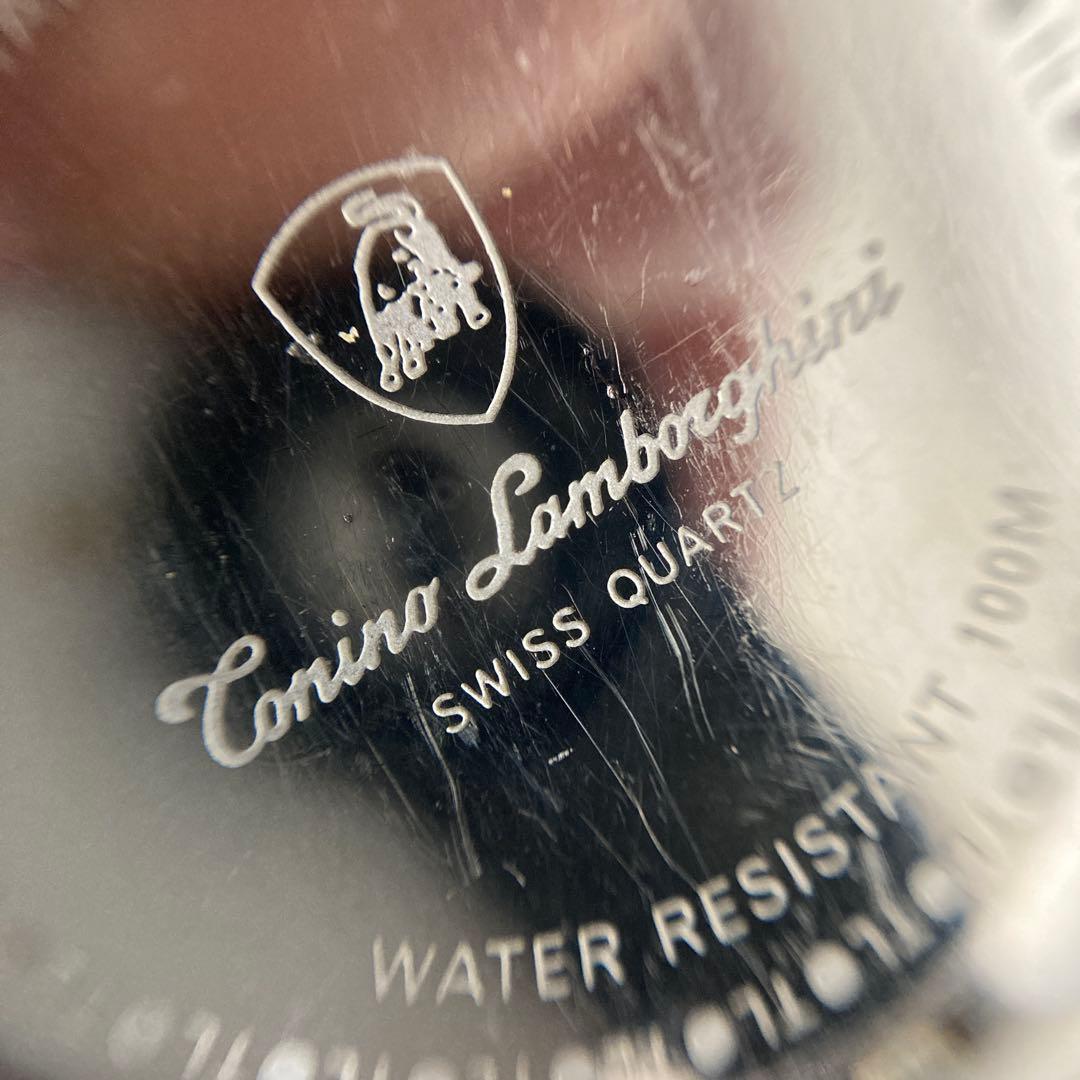 Tonino Lamborghini
SWISS QUARTZ
WATER RESISTANT 100M